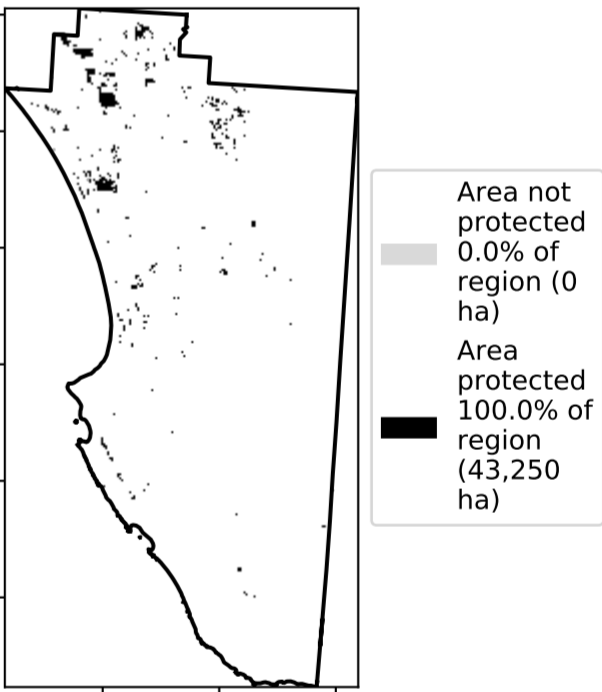 Area not
protected
0.0% of
region (0
ha)
Area
protected
100.0% of
region
(43,250
ha)